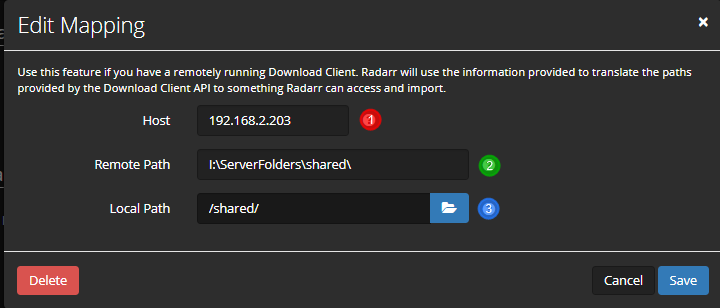 Edit Mapping
×
Use this feature if you have a remotely running Download Client. Radarr will use the information provided to translate the paths
provided by the Download Client API to something Radarr can access and import.
Host 192.168.2.203 1
Remote Path I:\ServerFolders\shared\ 2
Local Path /shared/ 3
Delete Cancel Save